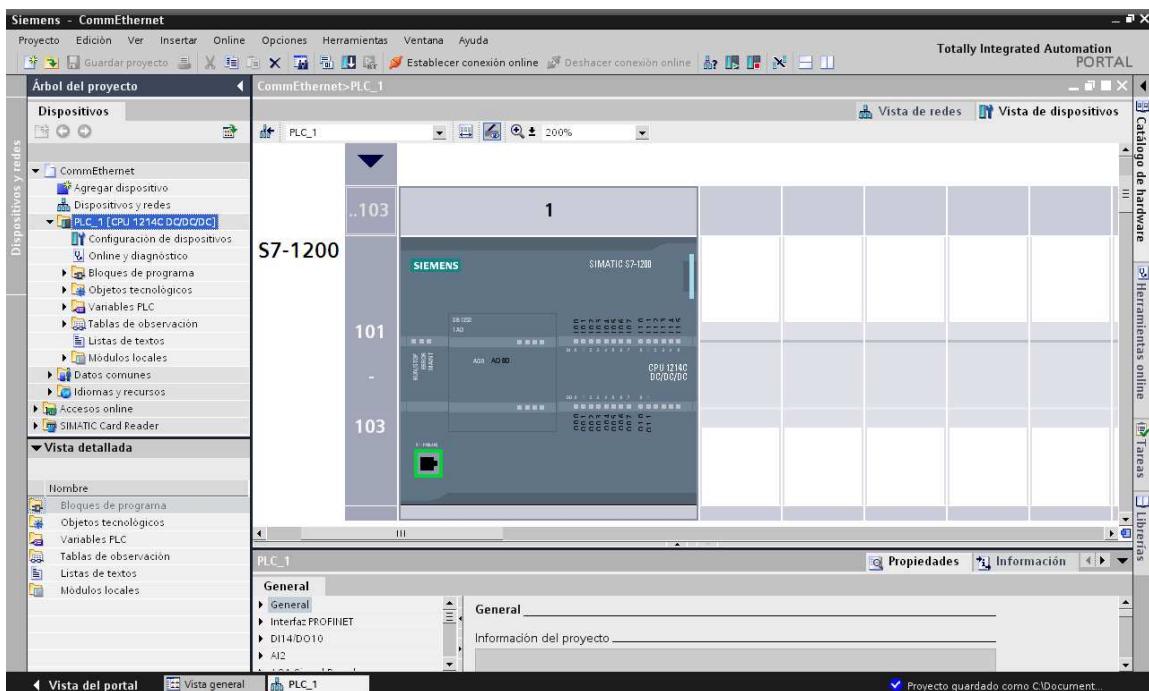 Siemens - CommEthernet
Proyecto Edición Ver Insertar Online Opciones Herramientas Ventana Ayuda
Totally Integrated Automation
PORTAL
Guardar proyecto
Establecer conexión online
Deshacer conexión online
Árbol del proyecto
CommEthernet>PLC_1
Dispositivos
Vista de redes
Vista de dispositivos
PLC_1
200%
Dispositivos y redes
CommEthernet
Agregar dispositivo
Dispositivos y redes
PLC_1 [CPU 1214C DC/DC/DC]
Configuración de dispositivos
Online y diagnóstico
Bloques de programa
Objetos tecnológicos
Variables PLC
Tablas de observación
Listas de textos
Módulos locales
Datos comunes
Idiomas y recursos
Accesos online
SIMATIC Card Reader
Vista detallada
Nombre
Bloques de programa
Objetos tecnológicos
Variables PLC
Tablas de observación
Listas de textos
Módulos locales
..103
1
S7-1200
101
-
103
SIEMENS
SIMATIC S7-1200
RUN/STOP
ERROR
MAINT
CPU 1214C
DC/DC/DC
Catálogo de hardware
Herramientas online
Tareas
Librerías
PLC_1
Propiedades
Información
General
General
Interfaz PROFINET
DI14/DO10
AI2
General
Información del proyecto
Vista del portal
Vista general
PLC_1
Proyecto guardado como C:\Document...